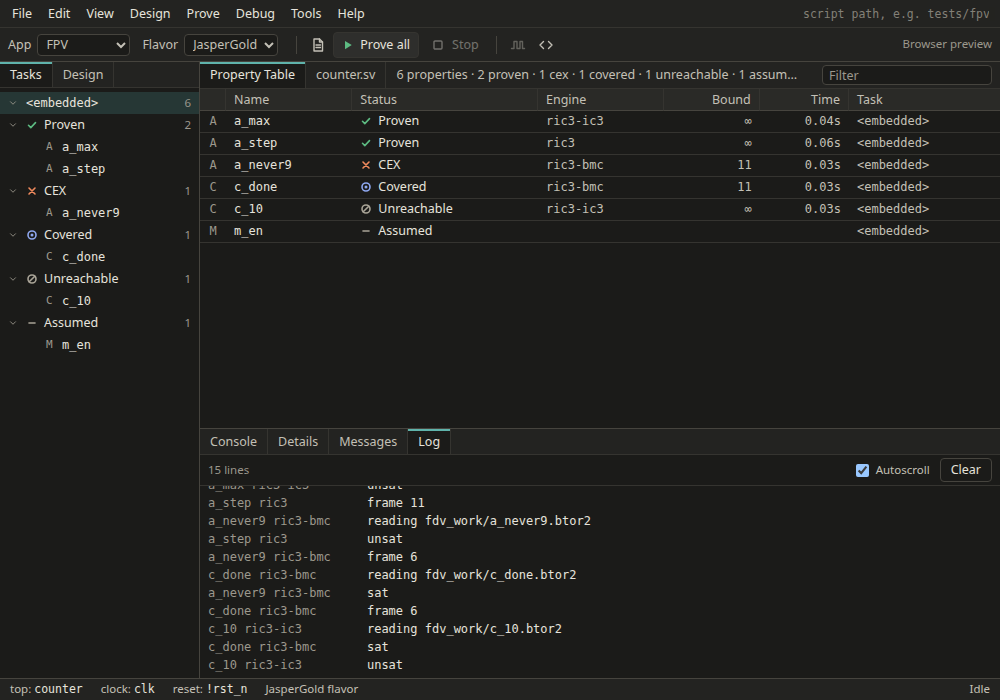 File Edit View Design Prove Debug Tools Help script path, e.g. tests/fpv
App FPV Flavor JasperGold Prove all Stop Browser preview
Tasks Design Property Table counter.sv 6 properties · 2 proven · 1 cex · 1 covered · 1 unreachable · 1 assum... Filter
<embedded> 6
Proven 2
A a_max
A a_step
CEX 1
A a_never9
Covered 1
C c_done
Unreachable 1
C c_10
Assumed 1
M m_en
Name Status Engine Bound Time Task
A a_max Proven ric3-ic3 ∞ 0.04s <embedded>
A a_step Proven ric3 ∞ 0.06s <embedded>
A a_never9 CEX ric3-bmc 11 0.03s <embedded>
C c_done Covered ric3-bmc 11 0.03s <embedded>
C c_10 Unreachable ric3-ic3 ∞ 0.03s <embedded>
M m_en Assumed <embedded>
Console Details Messages Log
15 lines Autoscroll Clear
a_max ric3-ic3 unsat
a_step ric3 frame 11
a_never9 ric3-bmc reading fdv_work/a_never9.btor2
a_step ric3 unsat
a_never9 ric3-bmc frame 6
c_done ric3-bmc reading fdv_work/c_done.btor2
a_never9 ric3-bmc sat
c_done ric3-bmc frame 6
c_10 ric3-ic3 reading fdv_work/c_10.btor2
c_done ric3-bmc sat
c_10 ric3-ic3 unsat
top: counter clock: clk reset: !rst_n JasperGold flavor Idle